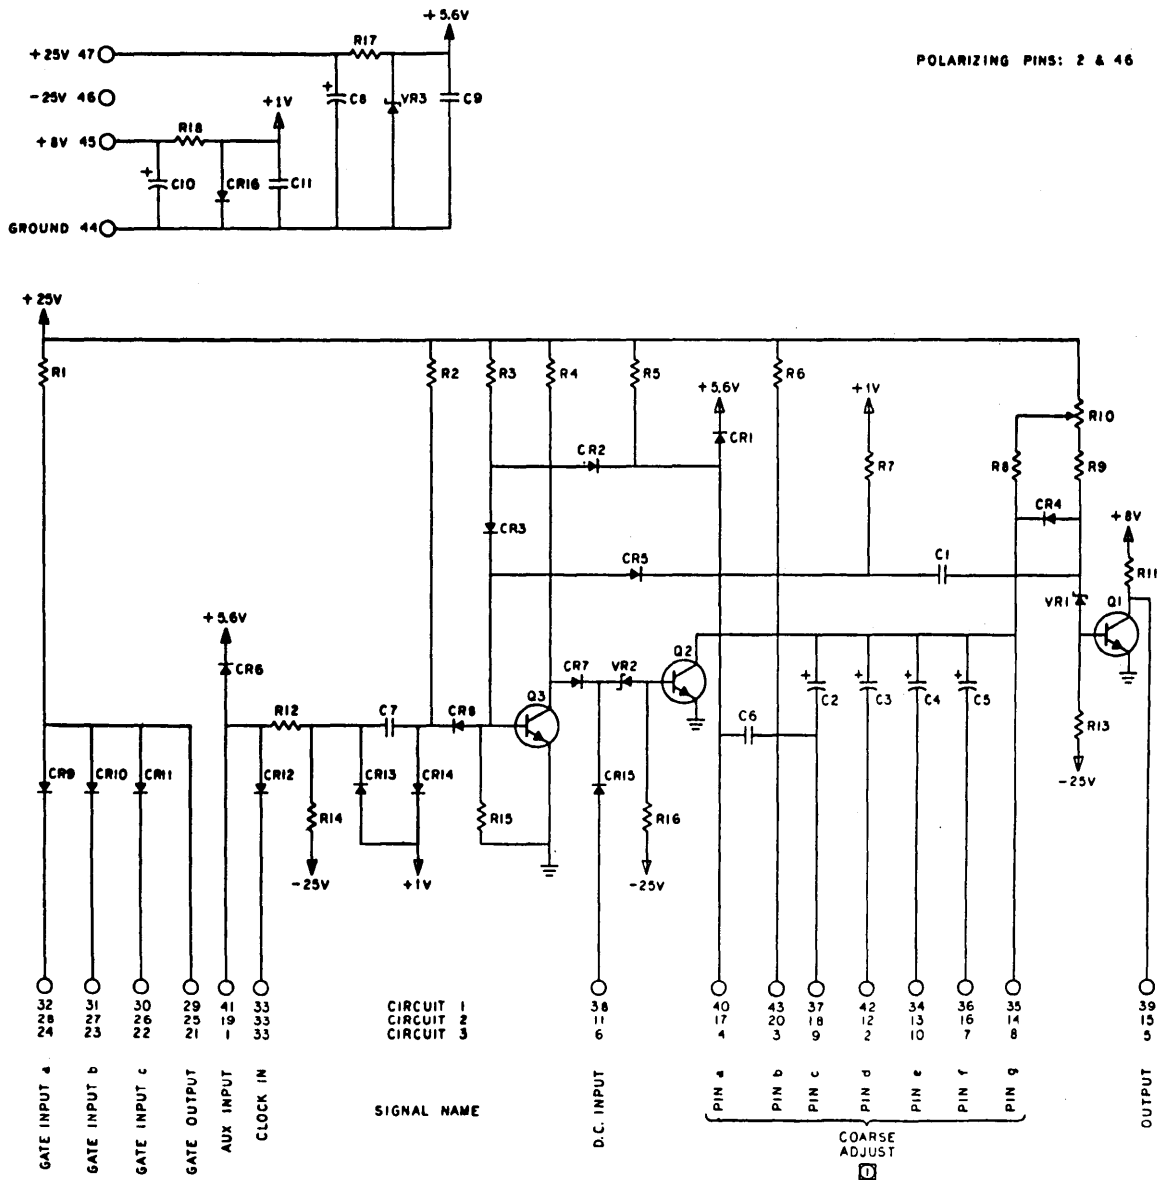 +5.6V
+25V 47
R17
POLARIZING PINS: 2 & 46
-25V 46
+ C8
VR3
C9
+1V
+8V 45
R18
+ C10
CR16
C11
GROUND 44
+25V
R1
R2
R3
R4
R5
R6
+5.6V
+1V
R10
CR1
CR2
R7
R8
R9
CR3
CR4
+8V
CR5
C1
R11
VR1
Q1
+5.6V
CR6
Q2
CR7
VR2
+ C2
+ C3
+ C4
+ C5
Q3
R12
C7
CR8
C6
R13
CR9
CR10
CR11
CR12
CR13
CR14
CR15
-25V
R14
R15
R16
-25V
+1V
-25V
32 31 30 29 41 33 CIRCUIT 1 38 40 43 37 42 34 36 35 39
28 27 26 25 19 33 CIRCUIT 2 11 17 20 18 12 13 16 14 15
24 23 22 21 1 33 CIRCUIT 3 6 4 3 9 2 10 7 8 5
GATE INPUT a
GATE INPUT b
GATE INPUT c
GATE OUTPUT
AUX INPUT
CLOCK IN
SIGNAL NAME
D.C. INPUT
PIN a
PIN b
PIN c
PIN d
PIN e
PIN f
PIN g
OUTPUT
COARSE
ADJUST
1